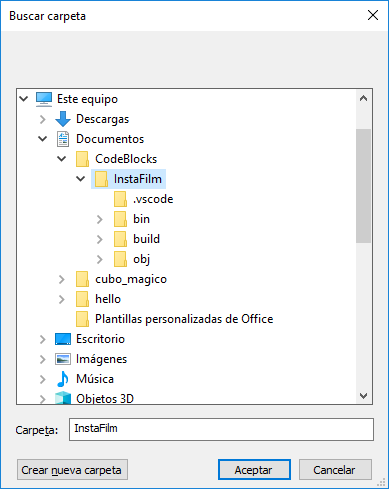 Buscar carpeta
Este equipo
Descargas
Documentos
CodeBlocks
InstaFilm
.vscode
bin
build
obj
cubo_magico
hello
Plantillas personalizadas de Office
Escritorio
Imágenes
Música
Objetos 3D
Carpeta: InstaFilm
Crear nueva carpeta Aceptar Cancelar